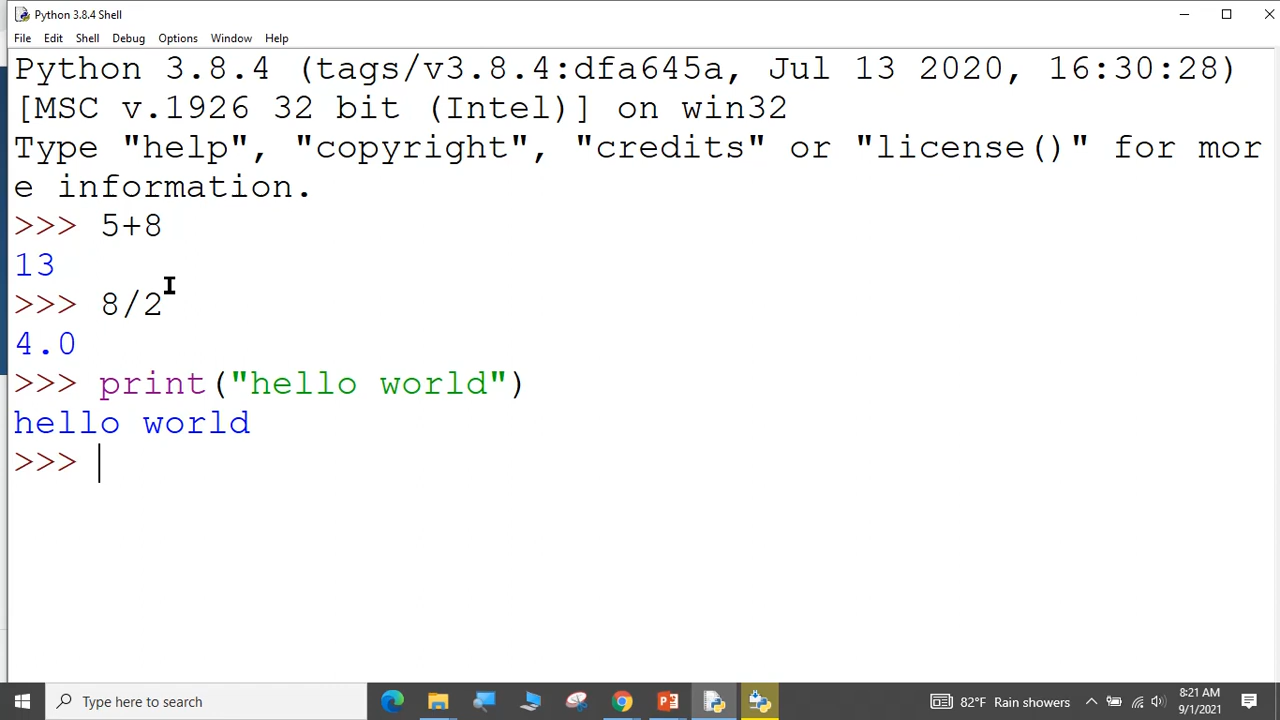 Python 3.8.4 Shell
File Edit Shell Debug Options Window Help
Python 3.8.4 (tags/v3.8.4:dfa645a, Jul 13 2020, 16:30:28)
[MSC v.1926 32 bit (Intel)] on win32
Type "help", "copyright", "credits" or "license()" for mor
e information.
>>> 5+8
13
>>> 8/2
4.0
>>> print("hello world")
hello world
>>>
Type here to search
82°F Rain showers
8:21 AM
9/1/2021